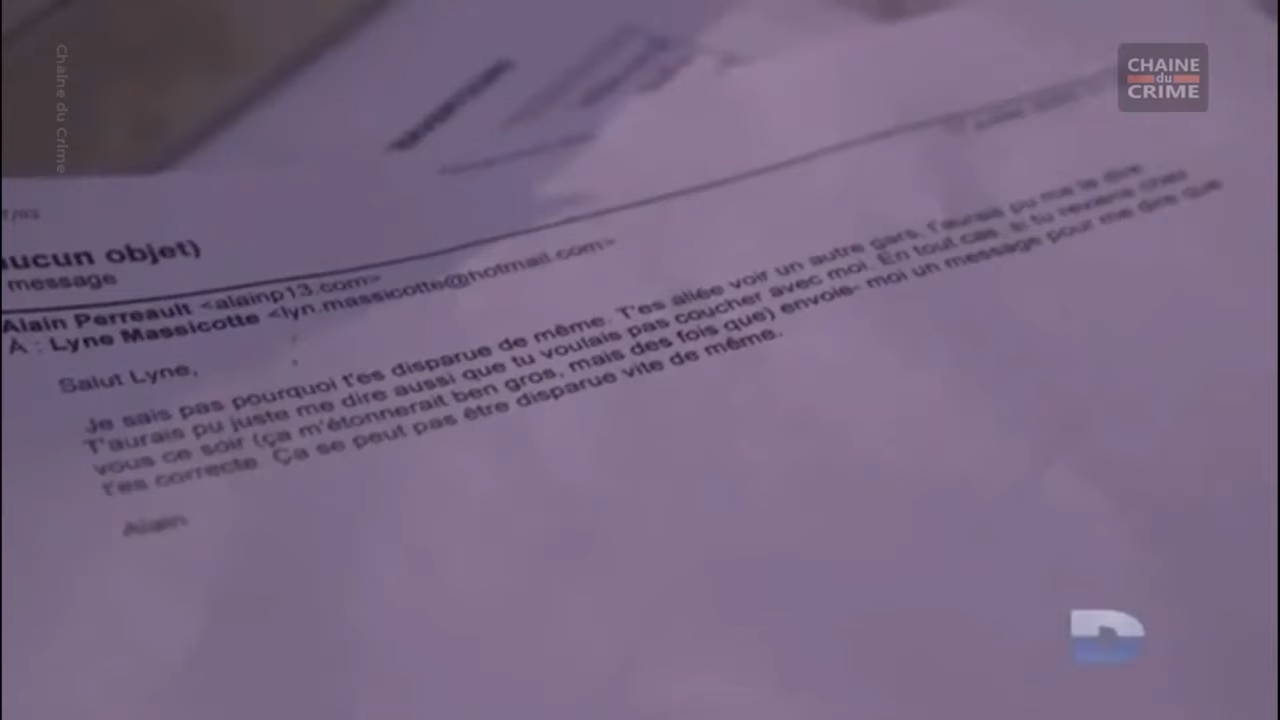 Chaine du Crime
CHAINE
du
CRIME
ucun objet)
message
Alain Perreault <alainp13.com>
À : Lyne Massicotte <lyn.massicotte@hotmail.com>
Salut Lyne,
Je sais pas pourquoi t'es disparue de même. T'es allée voir un autre gars, t'aurais pu me le dire.
T'aurais pu juste me dire aussi que tu voulais pas coucher avec moi. En tout cas, si tu reviens chez
vous ce soir (ça m'étonnerait ben gros, mais des fois que) envoie- moi un message pour me dire que
t'es correcte. Ça se peut pas être disparue vite de même.
Alain
D